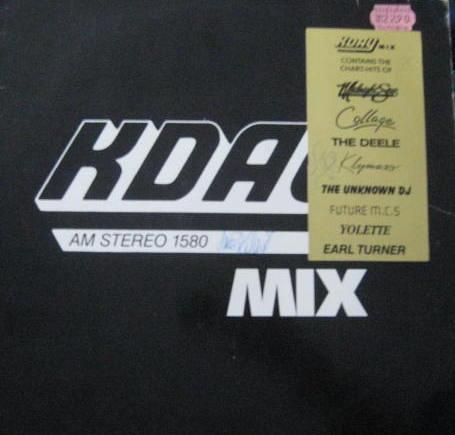 KDAY MIX
CONTAINS THE
CHART-HITS OF
Midnight Star
Collage
THE DEELE
Klymaxx
THE UNKNOWN DJ
FUTURE M.C.S
YOLETTE
EARL TURNER
KDA
AM STEREO 1580
MIX